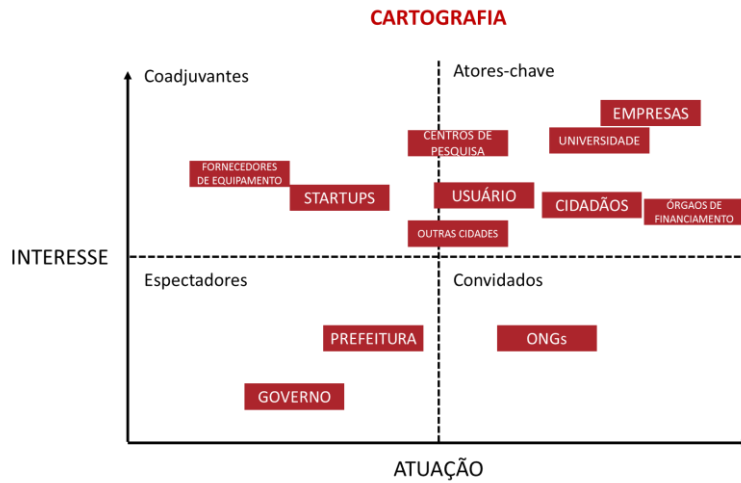 CARTOGRAFIA
Coadjuvantes
Atores-chave
EMPRESAS
CENTROS DE
PESQUISA
UNIVERSIDADE
FORNECEDORES
DE EQUIPAMENTO
STARTUPS
USUÁRIO
CIDADÃOS
ÓRGAOS DE
FINANCIAMENTO
OUTRAS CIDADES
INTERESSE
Espectadores
Convidados
PREFEITURA
ONGs
GOVERNO
ATUAÇÃO